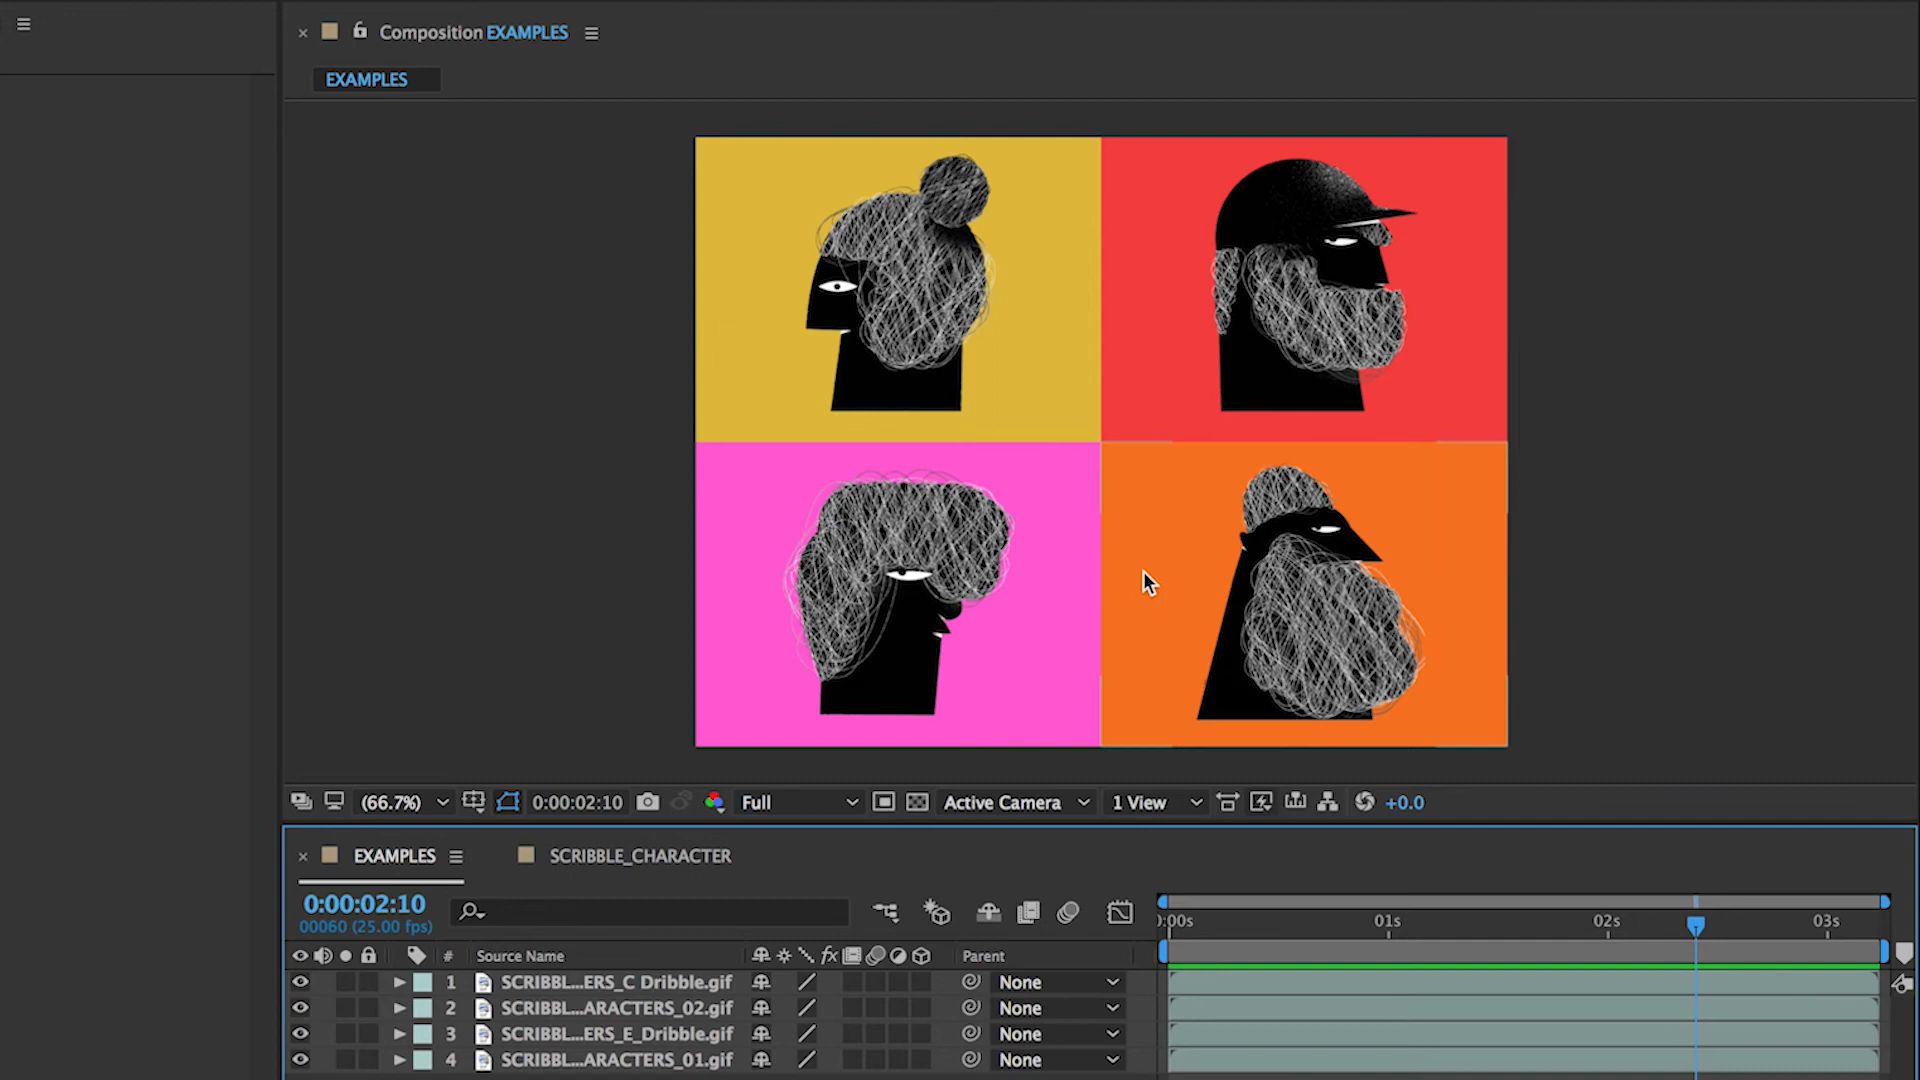 Composition EXAMPLES
EXAMPLES
(66.7%) 0:00:02:10 Full Active Camera 1 View +0.0
EXAMPLES SCRIBBLE_CHARACTER
0:00:02:10
00060 (25.00 fps)
):00s 01s 02s 03s
# Source Name fx Parent
1 SCRIBBL...ERS_C Dribble.gif None
2 SCRIBBL...ARACTERS_02.gif None
3 SCRIBBL...ERS_E_Dribble.gif None
4 SCRIBBL...ARACTERS_01.gif None